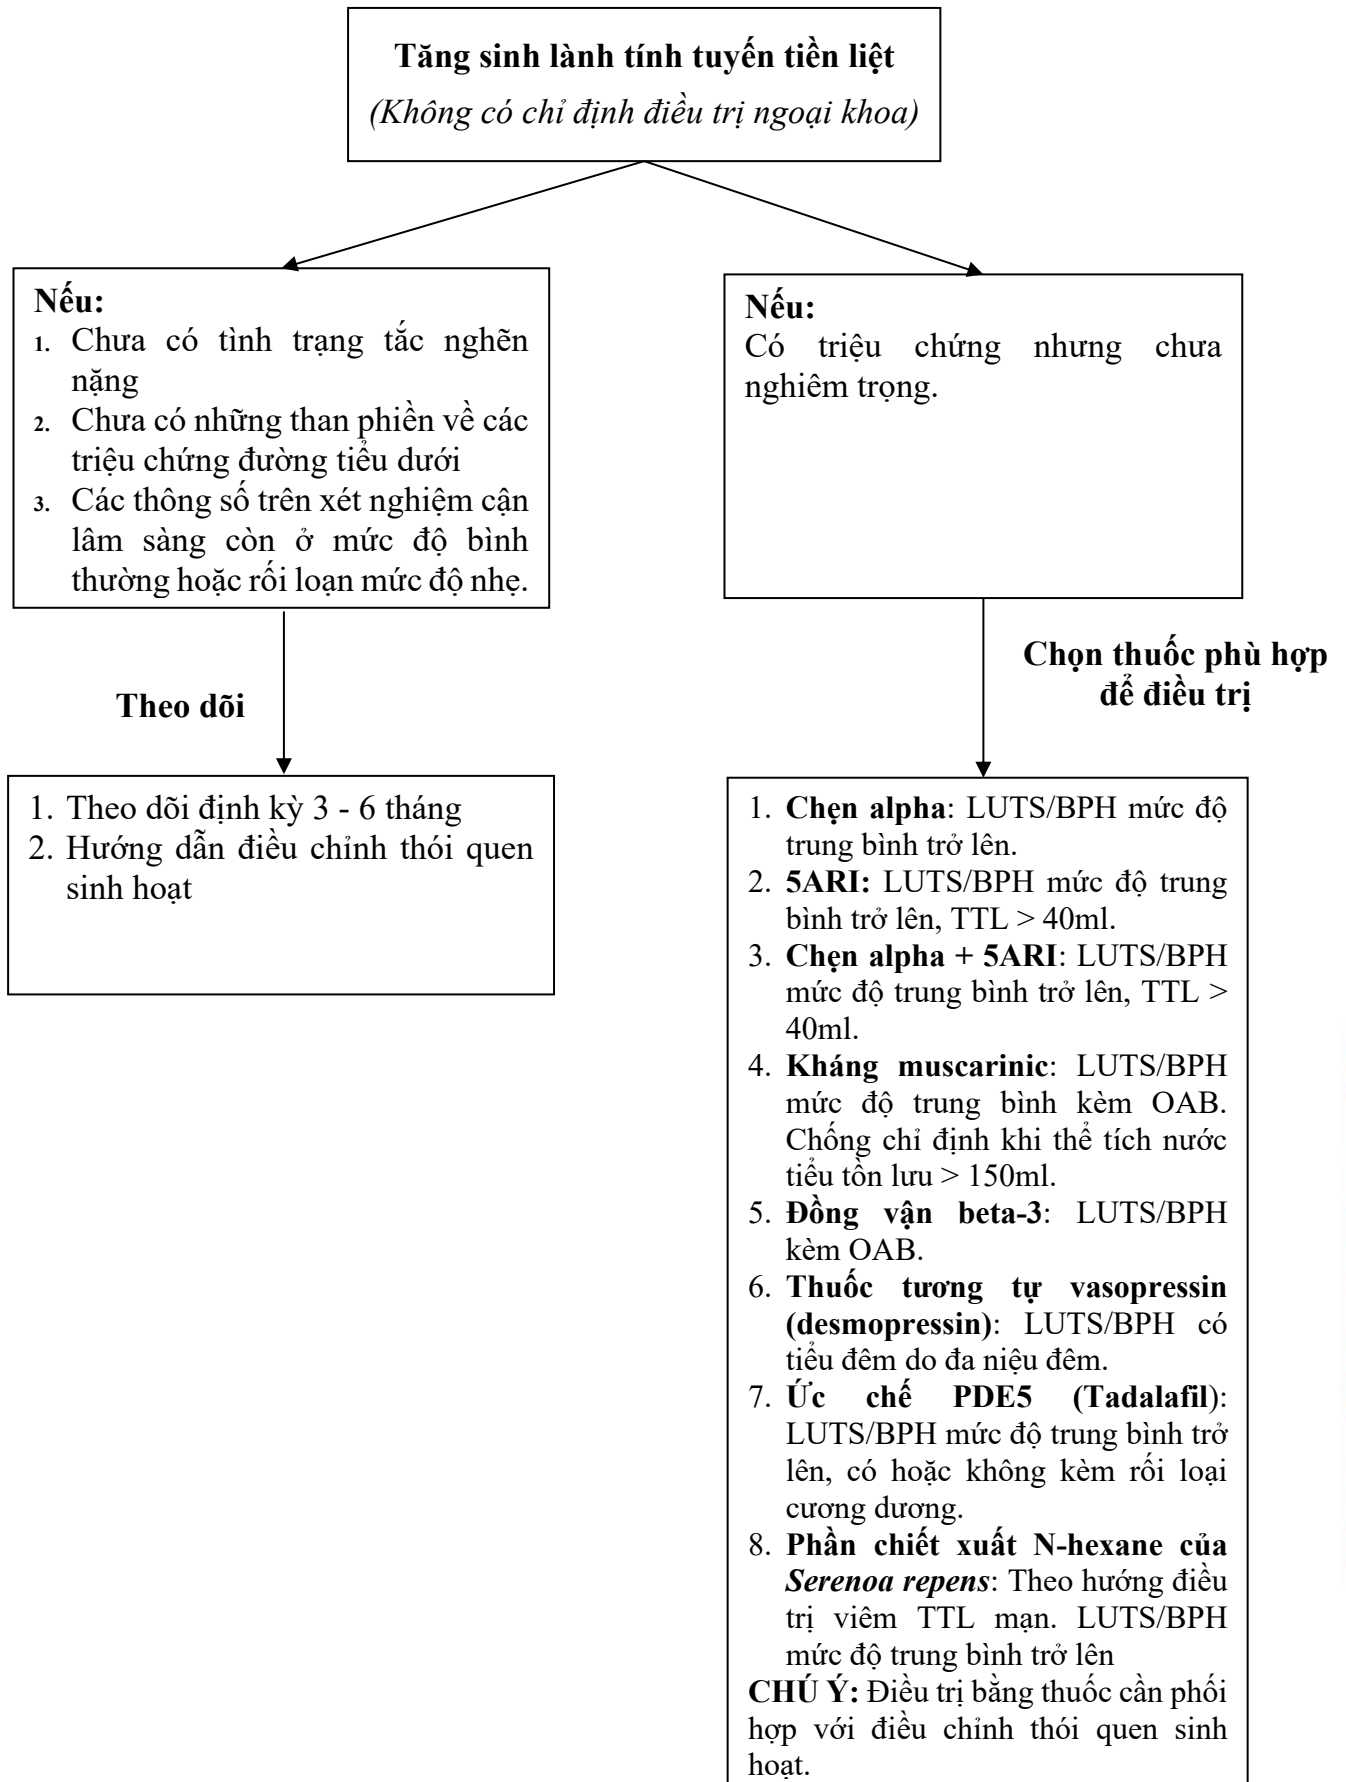 Tăng sinh lành tính tuyến tiền liệt
(Không có chỉ định điều trị ngoại khoa)
Nếu:
1. Chưa có tình trạng tắc nghẽn
nặng
2. Chưa có những than phiền về các
triệu chứng đường tiểu dưới
3. Các thông số trên xét nghiệm cận
lâm sàng còn ở mức độ bình
thường hoặc rối loạn mức độ nhẹ.
Nếu:
Có triệu chứng nhưng chưa
nghiêm trọng.
Theo dõi
Chọn thuốc phù hợp
để điều trị
1. Theo dõi định kỳ 3 - 6 tháng
2. Hướng dẫn điều chỉnh thói quen
sinh hoạt
1. Chẹn alpha: LUTS/BPH mức độ
trung bình trở lên.
2. 5ARI: LUTS/BPH mức độ trung
bình trở lên, TTL > 40ml.
3. Chẹn alpha + 5ARI: LUTS/BPH
mức độ trung bình trở lên, TTL >
40ml.
4. Kháng muscarinic: LUTS/BPH
mức độ trung bình kèm OAB.
Chống chỉ định khi thể tích nước
tiểu tồn lưu > 150ml.
5. Đồng vận beta-3: LUTS/BPH
kèm OAB.
6. Thuốc tương tự vasopressin
(desmopressin): LUTS/BPH có
tiểu đêm do đa niệu đêm.
7. Ức chế PDE5 (Tadalafil):
LUTS/BPH mức độ trung bình trở
lên, có hoặc không kèm rối loại
cương dương.
8. Phần chiết xuất N-hexane của
Serenoa repens: Theo hướng điều
trị viêm TTL mạn. LUTS/BPH
mức độ trung bình trở lên
CHÚ Ý: Điều trị bằng thuốc cần phối
hợp với điều chỉnh thói quen sinh
hoạt.